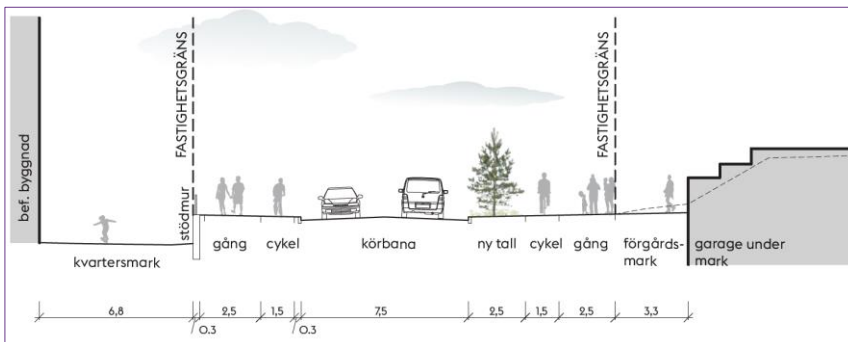 FASTIGHETSGRÄNS
FASTIGHETSGRÄNS
bef. byggnad
stödmur
gång
cykel
körbana
ny tall
cykel
gång
förgårds-
mark
garage under
mark
kvartersmark
6,8
2,5
1,5
7,5
2,5
1,5
2,5
3,3
0.3
0.3